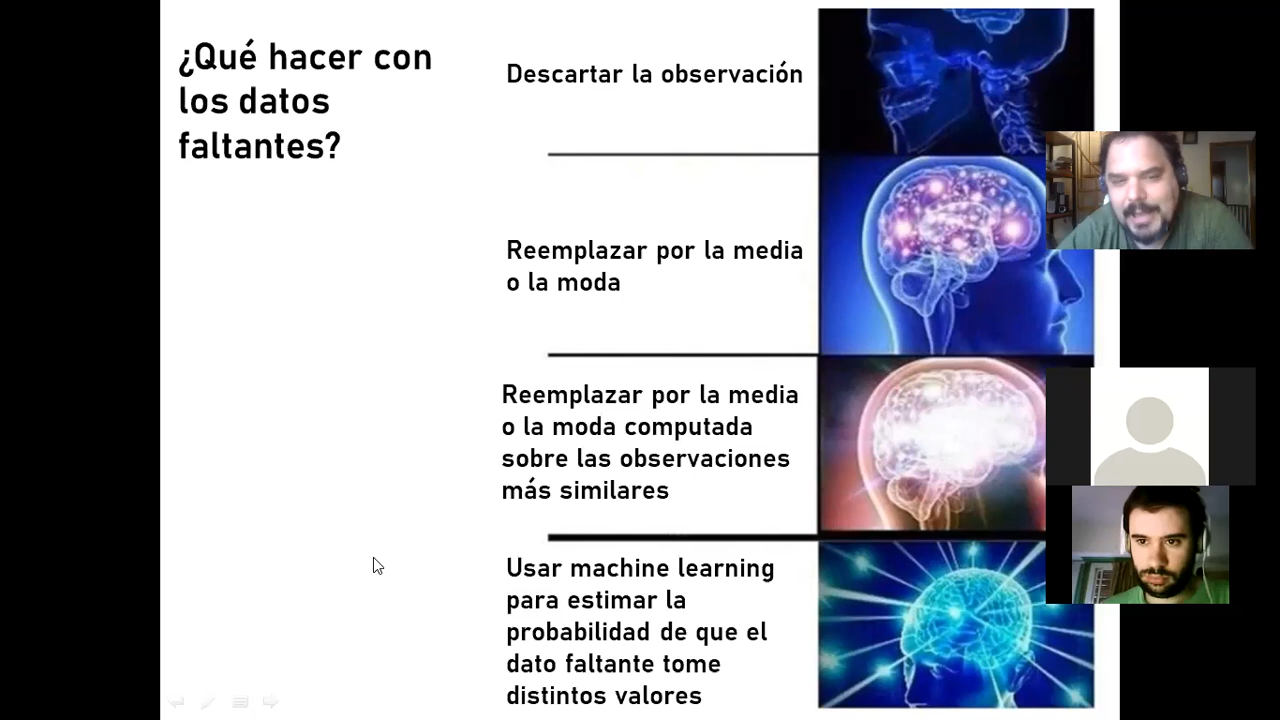 ¿Qué hacer con
los datos
faltantes?
Descartar la observación
Reemplazar por la media
o la moda
Reemplazar por la media
o la moda computada
sobre las observaciones
más similares
Usar machine learning
para estimar la
probabilidad de que el
dato faltante tome
distintos valores